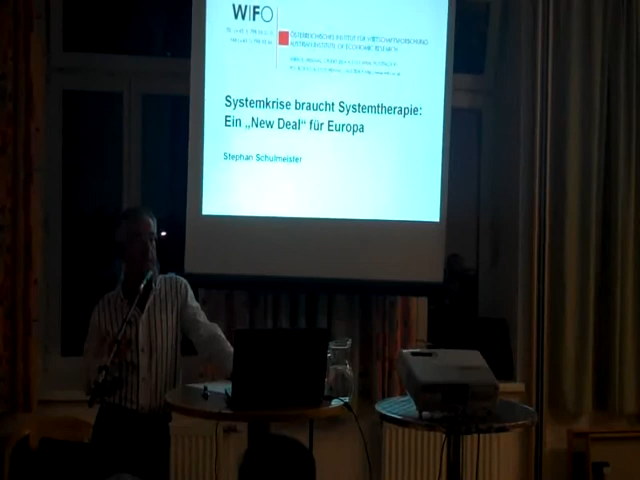 WIFO
ÖSTERREICHISCHES INSTITUT FÜR WIRTSCHAFTSFORSCHUNG
AUSTRIAN INSTITUTE OF ECONOMIC RESEARCH
Systemkrise braucht Systemtherapie:
Ein „New Deal“ für Europa
Stephan Schulmeister